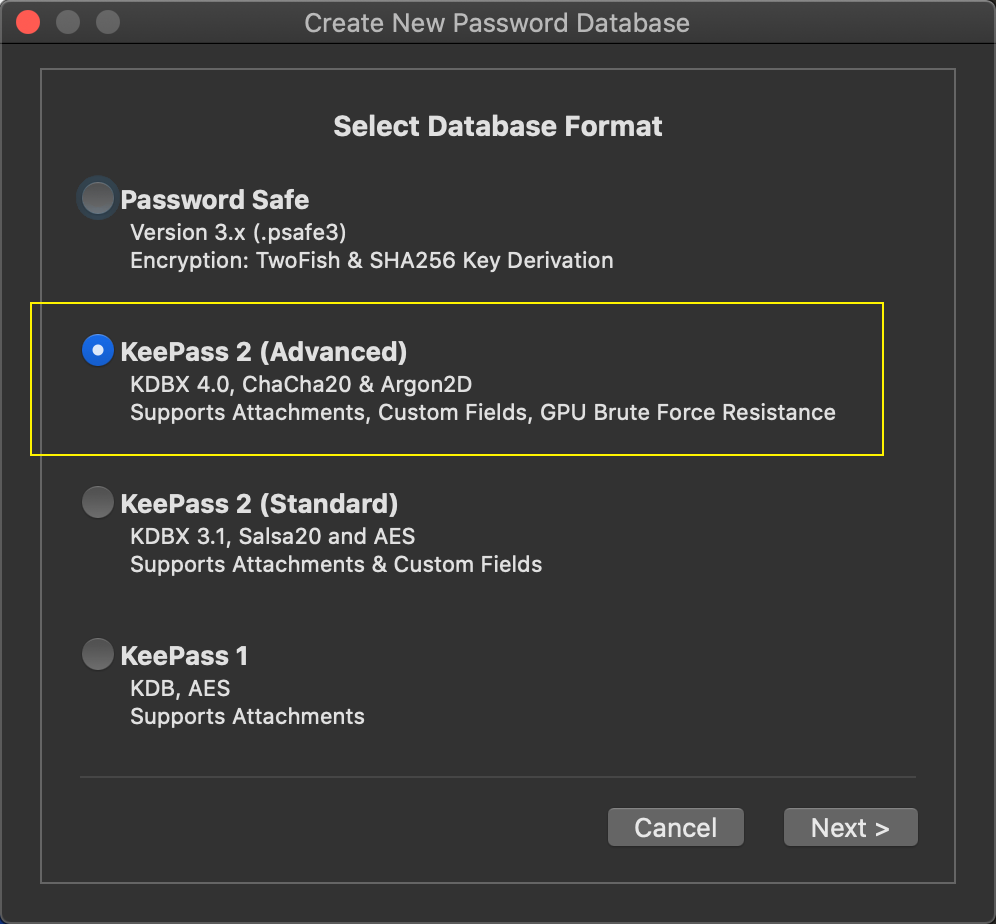 Create New Password Database
Select Database Format
Password Safe
Version 3.x (.psafe3)
Encryption: TwoFish & SHA256 Key Derivation
KeePass 2 (Advanced)
KDBX 4.0, ChaCha20 & Argon2D
Supports Attachments, Custom Fields, GPU Brute Force Resistance
KeePass 2 (Standard)
KDBX 3.1, Salsa20 and AES
Supports Attachments & Custom Fields
KeePass 1
KDB, AES
Supports Attachments
Cancel
Next >